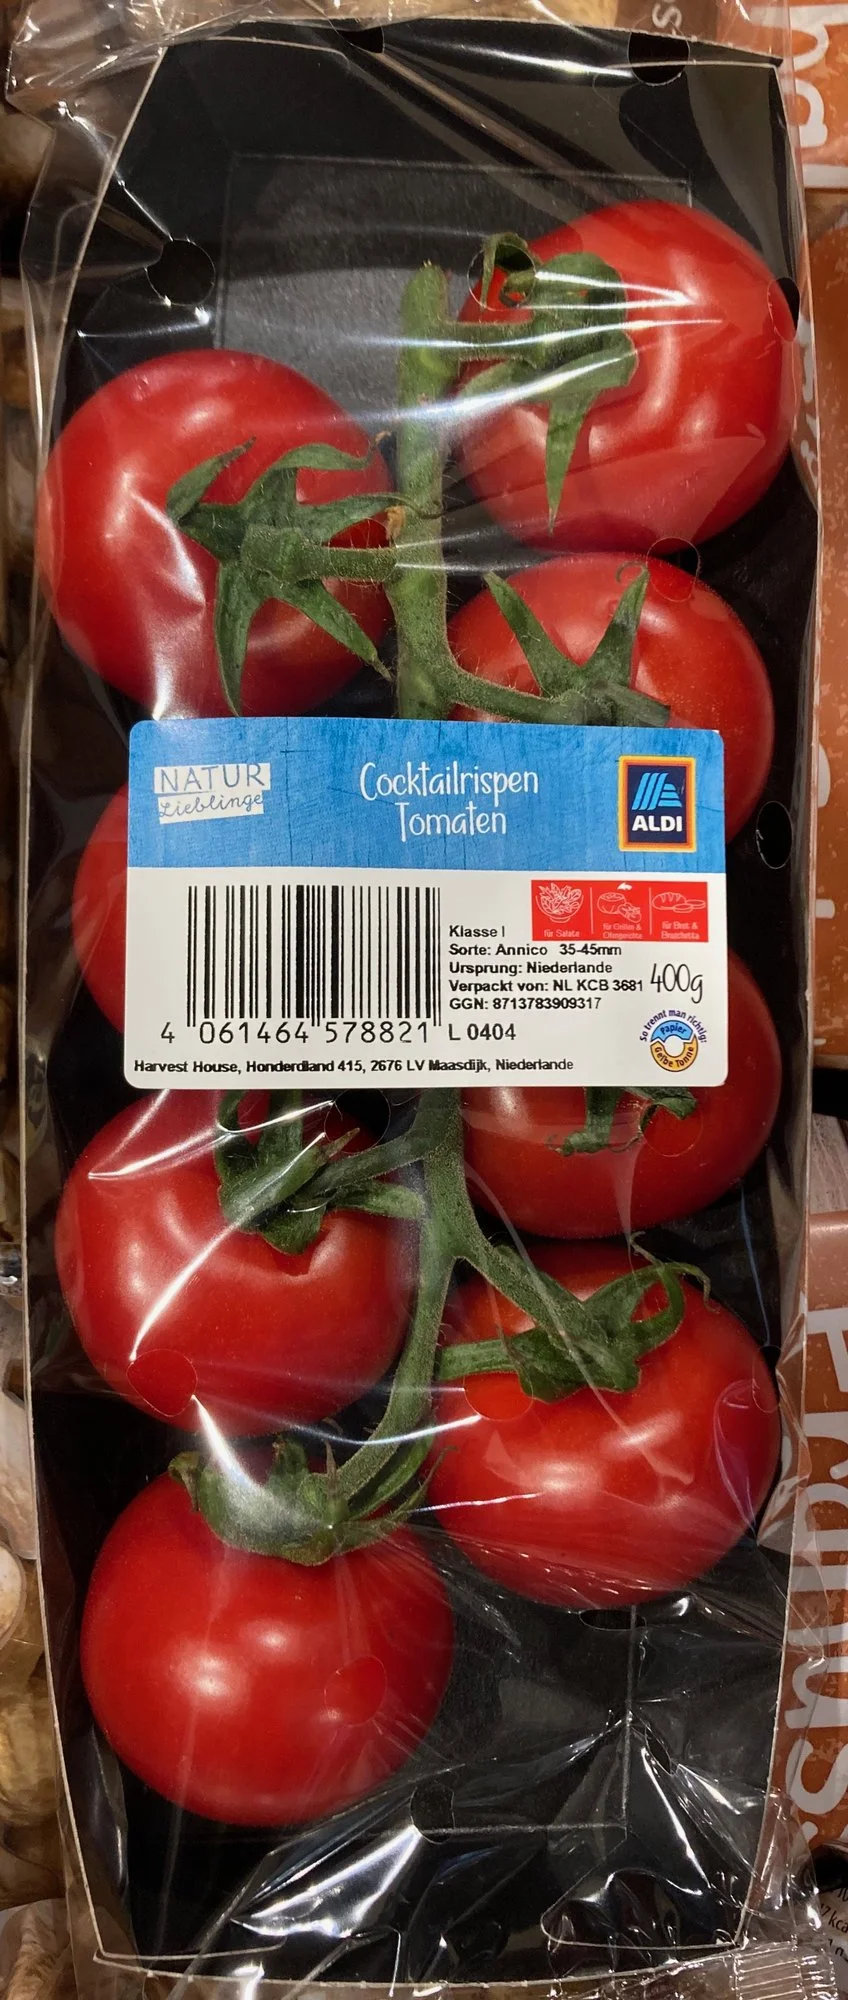 NATUR
Lieblinge
Cocktailrispen
Tomaten
ALDI
für Salate
für Grillen &
Ofengerichte
für Brot &
Bruschetta
Klasse I
Sorte: Annico 35-45mm
Ursprung: Niederlande
Verpackt von: NL KCB 3681
400g
GGN: 8713783909317
4 061464 578821
L 0404
So trennt man richtig:
Papier
Gelbe Tonne
Harvest House, Honderdland 415, 2676 LV Maasdijk, Niederlande